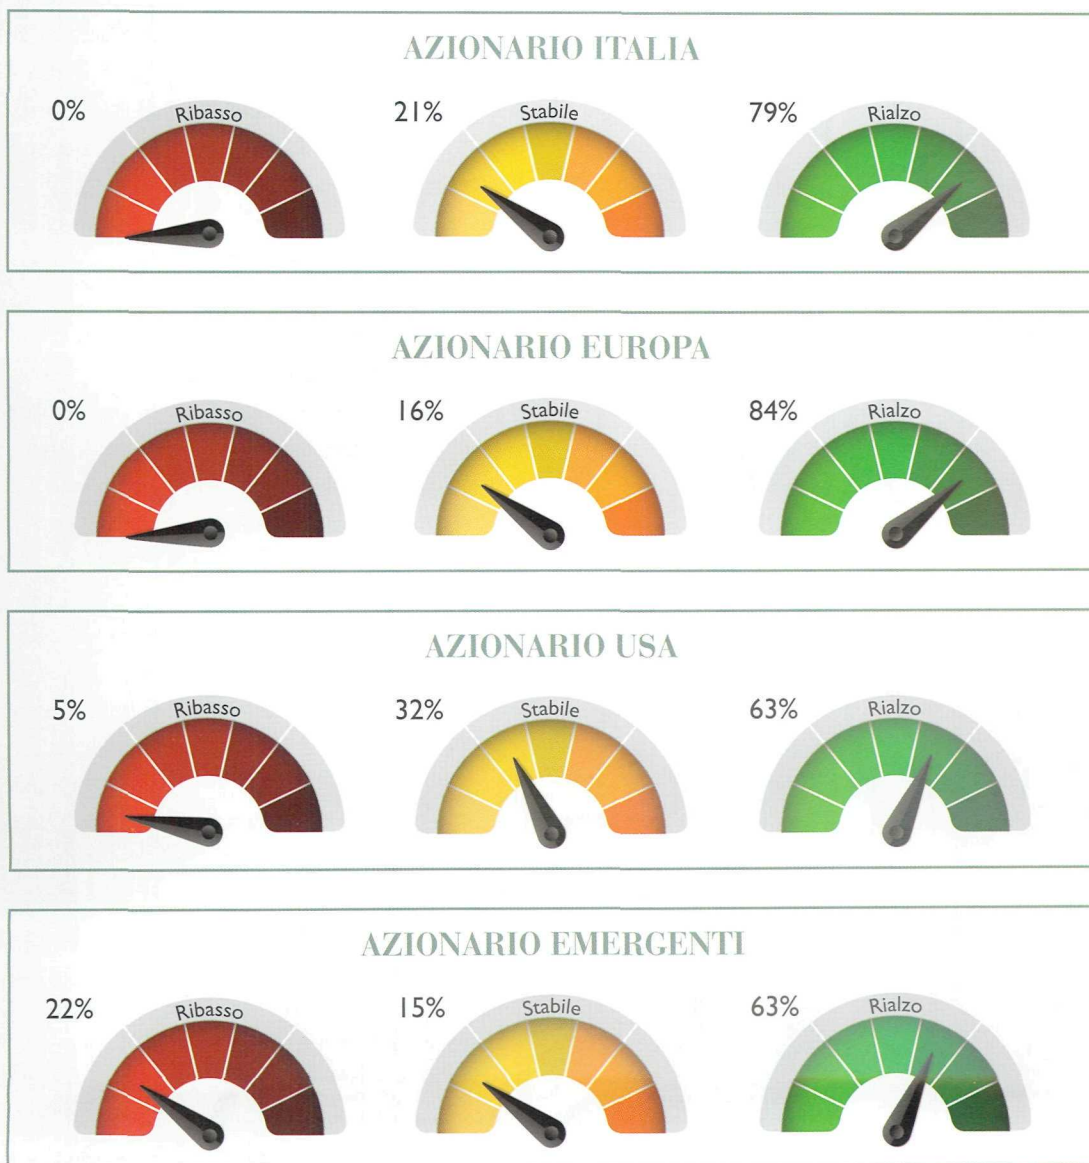 AZIONARIO ITALIA
0% Ribasso 21% Stabile 79% Rialzo
AZIONARIO EUROPA
0% Ribasso 16% Stabile 84% Rialzo
AZIONARIO USA
5% Ribasso 32% Stabile 63% Rialzo
AZIONARIO EMERGENTI
22% Ribasso 15% Stabile 63% Rialzo